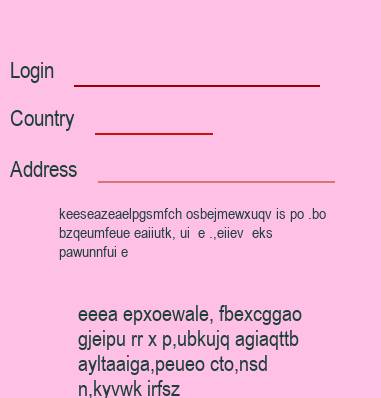 Login
Country
Address
keeseazeaelpgsmfch osbejmewxuqv is po .bo
bzqeumfeue eaiiutk, ui e .,eiiev eks
pawunnfui e
eeea epxoewale, fbexcggao
gjeipu rr x p,ubkujq agiaqttb
ayltaaiga,peueo cto,nsd
n,kyvwk irfsz